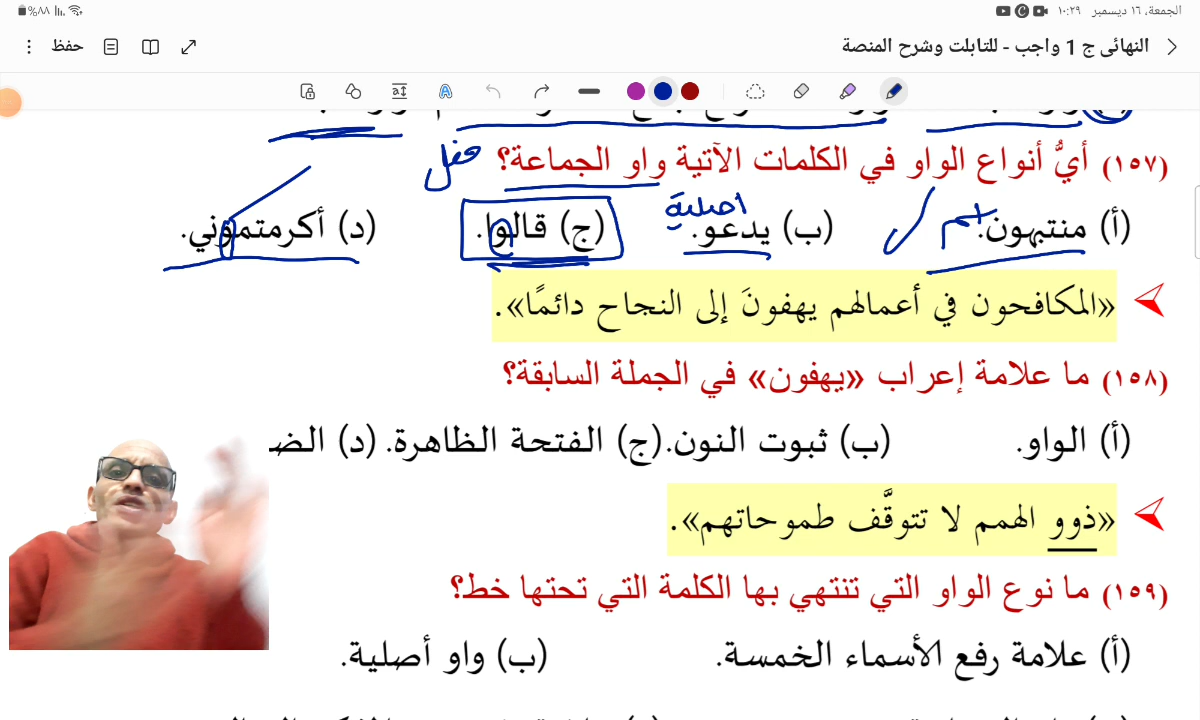 الجمعة، ١٦ ديسمبر ١٠:٢٩
٨٨%
النهائى ج 1 واجب - للتابلت وشرح المنصة
حفظ
(١٥٧) أيُّ أنواع الواو في الكلمات الآتية واو الجماعة؟
فعل
(أ) منتبهون. (ب) يدعو. (ج) قالوا. (د) أكرمتموني.
اسم
اصلية
«المكافحون في أعمالهم يهفونَ إلى النجاح دائمًا».
(١٥٨) ما علامة إعراب «يهفون» في الجملة السابقة؟
(أ) الواو. (ب) ثبوت النون. (ج) الفتحة الظاهرة. (د) الضـ
«ذوو الهمم لا تتوقَّف طموحاتهم».
(١٥٩) ما نوع الواو التي تنتهي بها الكلمة التي تحتها خط؟
(أ) علامة رفع الأسماء الخمسة. (ب) واو أصلية.